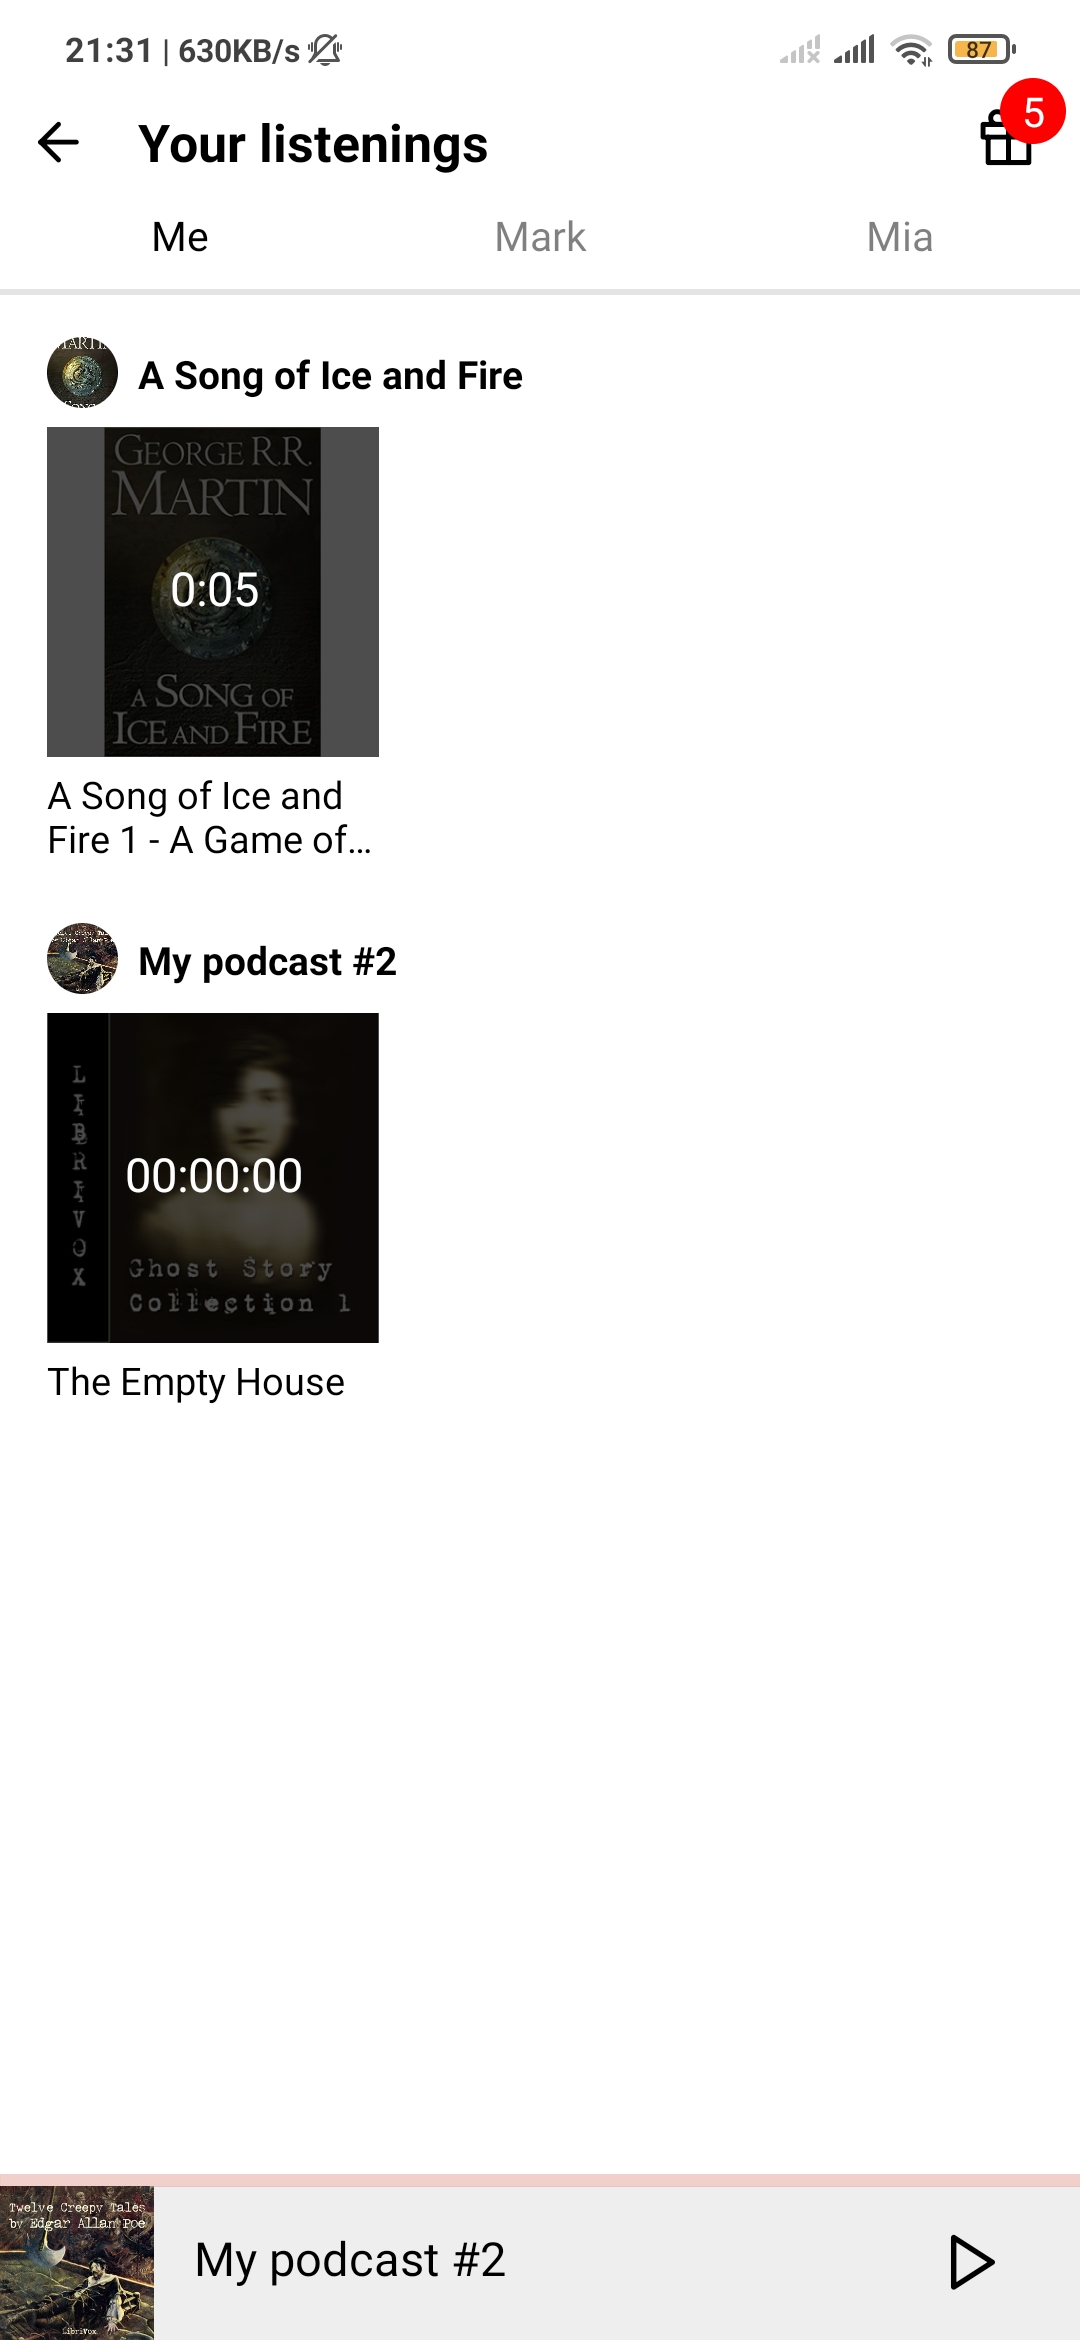 21:31 | 630KB/s
87
5
Your listenings
Me Mark Mia
A Song of Ice and Fire
GEORGE R.R.
MARTIN
0:05
A SONG OF
ICE AND FIRE
A Song of Ice and
Fire 1 - A Game of...
My podcast #2
LIBRIVOX
00:00:00
Ghost Story
Collection 1
The Empty House
Twelve Creepy Tales
by Edgar Allan Poe
LibriVox
My podcast #2